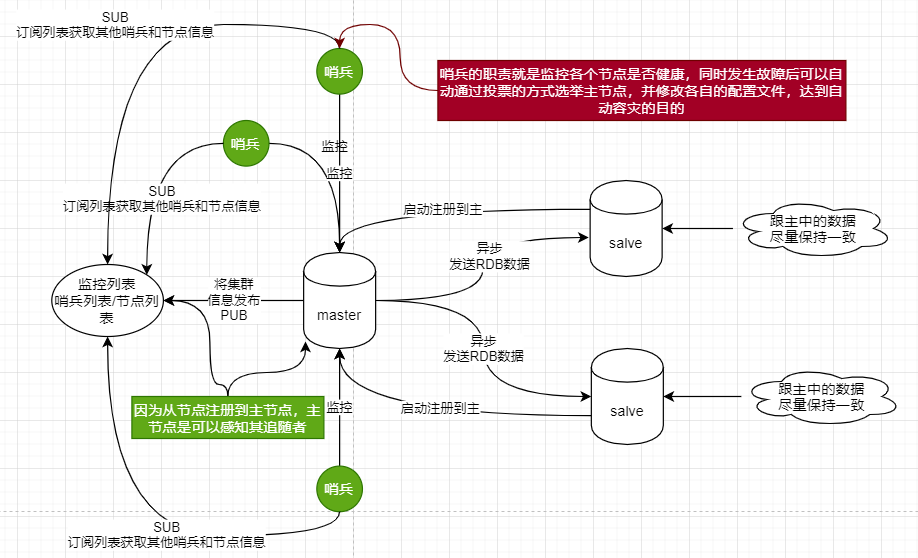 SUB
订阅列表获取其他哨兵和节点信息
哨兵
哨兵的职责就是监控各个节点是否健康，同时发生故障后可以自
动通过投票的方式选举主节点，并修改各自的配置文件，达到自
动容灾的目的
哨兵
监控
监控
SUB
订阅列表获取其他哨兵和节点信息
启动注册到主
salve
跟主中的数据
尽量保持一致
异步
发送RDB数据
监控列表
哨兵列表/节点列
表
将集群
信息发布
PUB
master
异步
发送RDB数据
因为从节点注册到主节点，主
节点是可以感知其追随者
监控
启动注册到主
salve
跟主中的数据
尽量保持一致
哨兵
SUB
订阅列表获取其他哨兵和节点信息